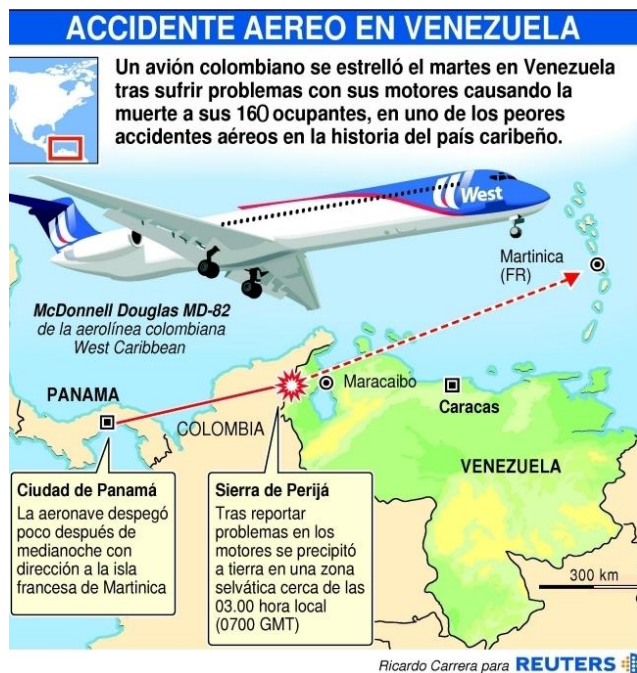 ACCIDENTE AEREO EN VENEZUELA
Un avión colombiano se estrelló el martes en Venezuela
tras sufrir problemas con sus motores causando la
muerte a sus 160 ocupantes, en uno de los peores
accidentes aéreos en la historia del país caribeño.
West
Martinica
(FR)
McDonnell Douglas MD-82
de la aerolínea colombiana
West Caribbean
PANAMA
Maracaibo
Caracas
COLOMBIA
VENEZUELA
Ciudad de Panamá
La aeronave despegó
poco después de
medianoche con
dirección a la isla
francesa de Martinica
Sierra de Perijá
Tras reportar
problemas en los
motores se precipitó
a tierra en una zona
selvática cerca de las
03.00 hora local
(0700 GMT)
300 km
Ricardo Carrera para REUTERS